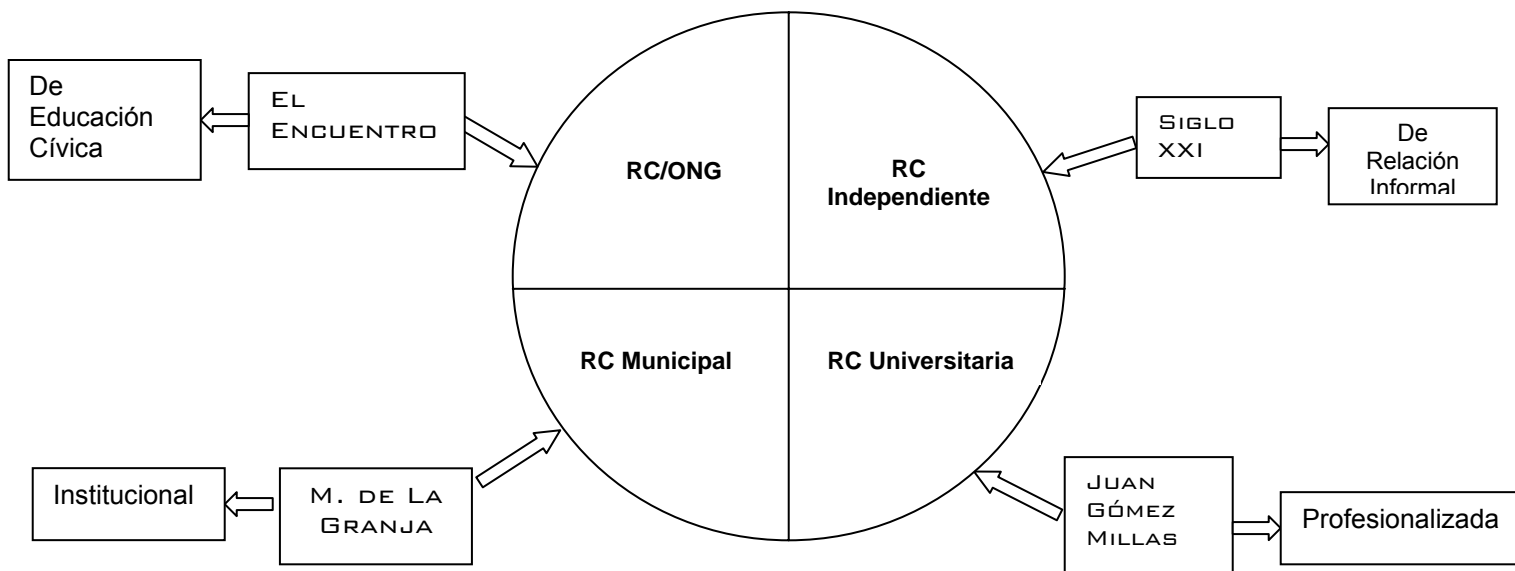 De
Educación
Cívica
El
Encuentro
RC/ONG
RC
Independiente
Siglo
XXI
De
Relación
Informal
RC Municipal
RC Universitaria
Institucional
M. de La
Granja
Juan
Gómez
Millas
Profesionalizada